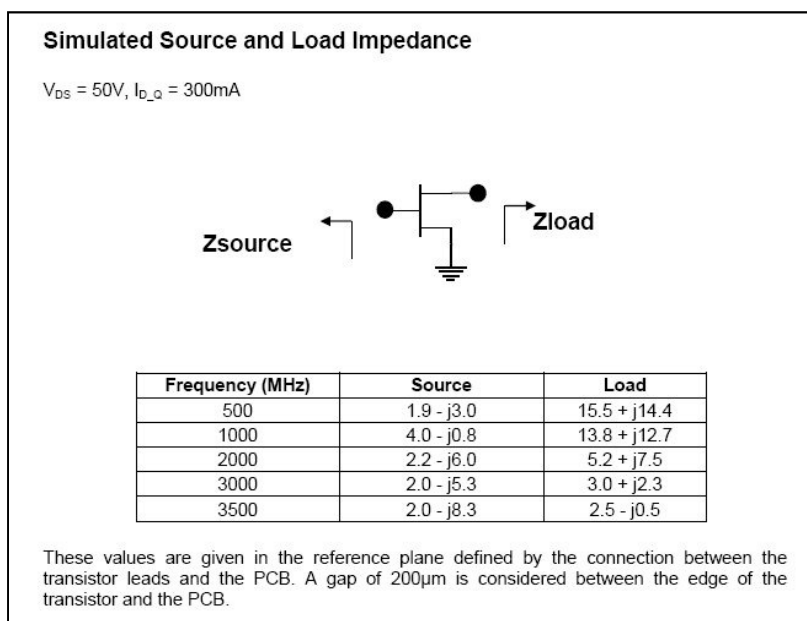 Simulated Source and Load Impedance
VDS = 50V, ID_Q = 300mA
Zsource
Zload
Frequency (MHz) Source Load
500 1.9 - j3.0 15.5 + j14.4
1000 4.0 - j0.8 13.8 + j12.7
2000 2.2 - j6.0 5.2 + j7.5
3000 2.0 - j5.3 3.0 + j2.3
3500 2.0 - j8.3 2.5 - j0.5
These values are given in the reference plane defined by the connection between the
transistor leads and the PCB. A gap of 200µm is considered between the edge of the
transistor and the PCB.